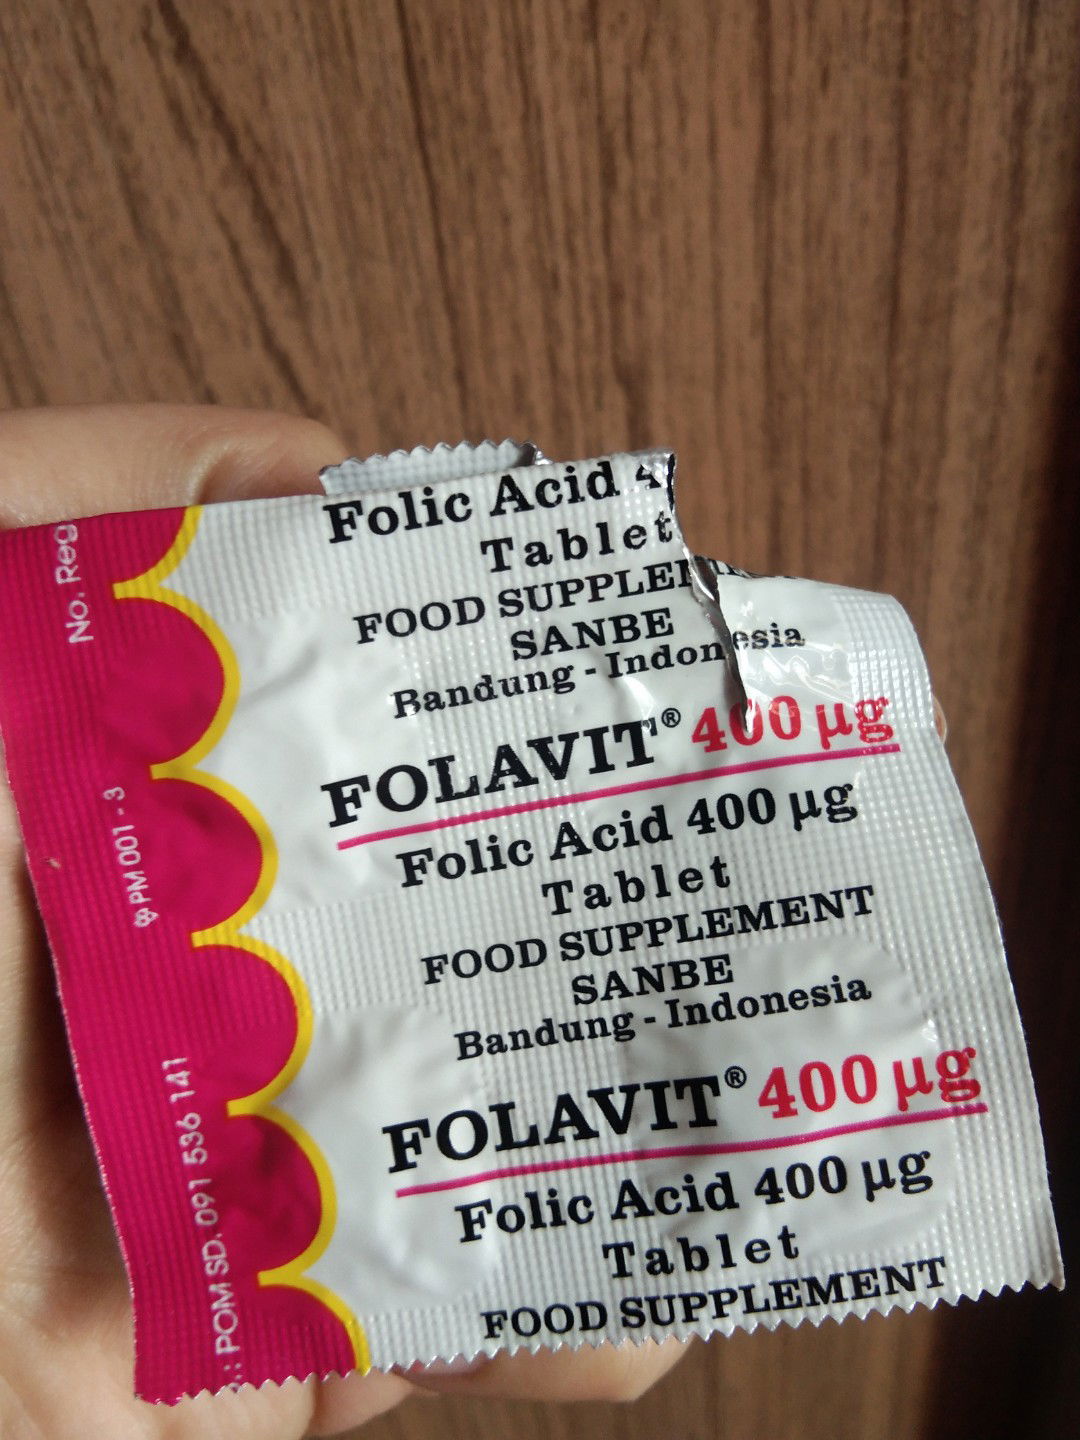 Folic Acid 4
Tablet
FOOD SUPPLEM
SANBE
Bandung - Indonesia
FOLAVIT® 400 µg
Folic Acid 400 µg
Tablet
FOOD SUPPLEMENT
SANBE
Bandung - Indonesia
FOLAVIT® 400 µg
Folic Acid 400 µg
Tablet
FOOD SUPPLEMENT
No. Reg
PM 001 - 3
.: POM SD. 091 536 141